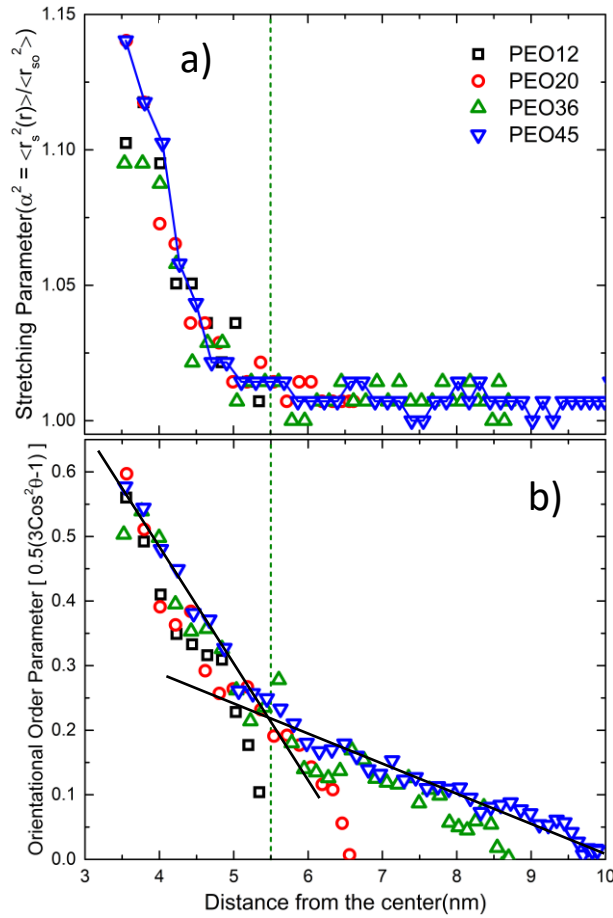 a)
PEO12
PEO20
PEO36
PEO45
Stretching Parameter(α² = <rₛ²(r)>/<rₛₒ²>)
1.15
1.10
1.05
1.00
b)
Orientational Order Parameter [ 0.5(3Cos²θ-1)]
0.6
0.5
0.4
0.3
0.2
0.1
0.0
3 4 5 6 7 8 9 10
Distance from the center(nm)